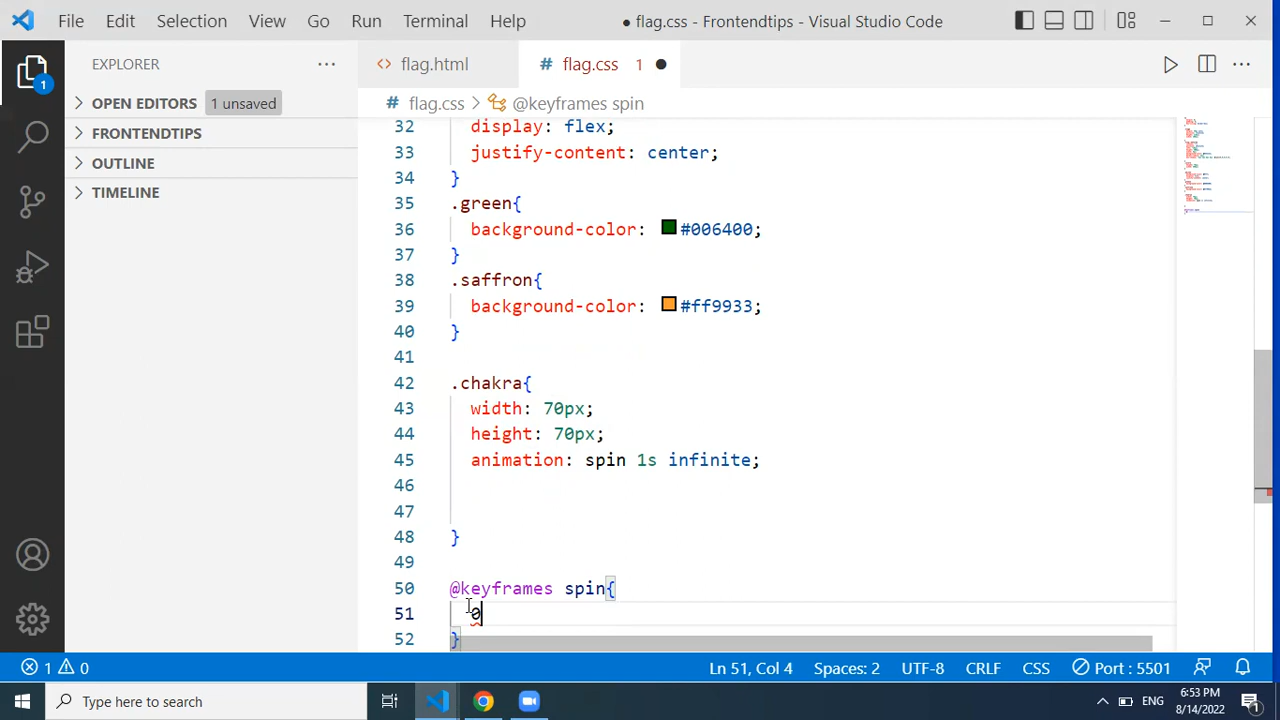 File Edit Selection View Go Run Terminal Help ● flag.css - Frontendtips - Visual Studio Code
EXPLORER ···
<> flag.html # flag.css 1 ●
OPEN EDITORS 1 unsaved
FRONTENDTIPS
OUTLINE
TIMELINE
1
# flag.css > @keyframes spin
32 display: flex;
33 justify-content: center;
34 }
35 .green{
36 background-color: #006400;
37 }
38 .saffron{
39 background-color: #ff9933;
40 }
41
42 .chakra{
43 width: 70px;
44 height: 70px;
45 animation: spin 1s infinite;
46
47
48 }
49
50 @keyframes spin{
51 0
52 }
1 0 Ln 51, Col 4 Spaces: 2 UTF-8 CRLF CSS Port : 5501
Type here to search
ENG 6:53 PM
8/14/2022 1